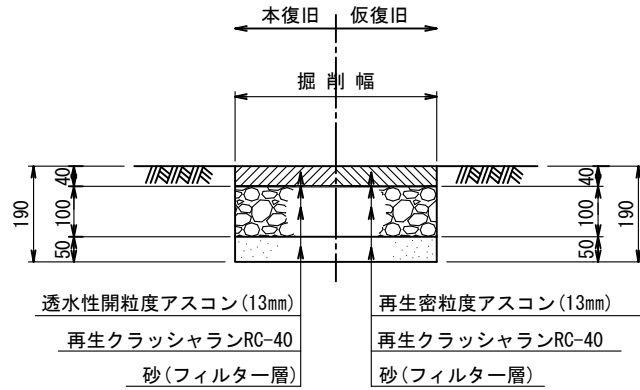 本復旧 仮復旧
掘削幅
190 40 100 50
40 100 50 190
透水性開粒度アスコン(13mm) 再生密粒度アスコン(13mm)
再生クラッシャランRC-40 再生クラッシャランRC-40
砂(フィルター層) 砂(フィルター層)